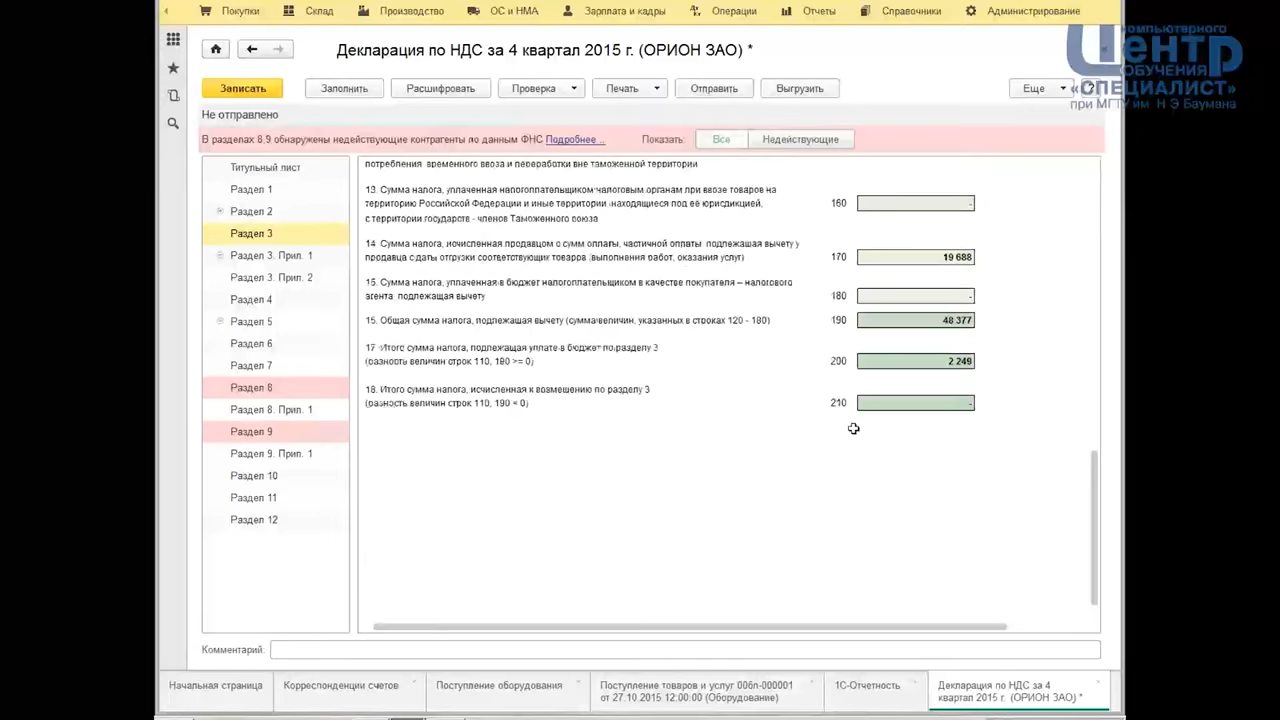 Покупки Склад Производство ОС и НМА Зарплата и кадры Операции Отчеты Справочники Администрирование
Компьютерного
Центр
ОБУЧЕНИЯ
«СПЕЦИАЛИСТ»
при МГТУ им. Н Э Баумана
Декларация по НДС за 4 квартал 2015 г. (ОРИОН ЗАО) *
Записать Заполнить Расшифровать Проверка Печать Отправить Выгрузить Еще ?
Не отправлено
В разделах 8,9 обнаружены недействующие контрагенты по данным ФНС Подробнее... Показать: Все Недействующие
Титульный лист
Раздел 1
Раздел 2
Раздел 3
Раздел 3. Прил. 1
Раздел 3. Прил. 2
Раздел 4
Раздел 5
Раздел 6
Раздел 7
Раздел 8
Раздел 8. Прил. 1
Раздел 9
Раздел 9. Прил. 1
Раздел 10
Раздел 11
Раздел 12
потребления временного ввоза и переработки вне таможенной территории
13. Сумма налога, уплаченная налогоплательщиком налоговым органам при ввозе товаров на
территорию Российской Федерации и иные территории находящиеся под её юрисдикцией,
с территории государств - членов Таможенного союза
160 -
14. Сумма налога, исчисленная продавцом с сумм оплаты, частичной оплаты подлежащая вычету у
продавца с даты отгрузки соответствующих товаров (выполнения работ, оказания услуг)
170 19 688
15. Сумма налога, уплаченная в бюджет налогоплательщиком в качестве покупателя – налогового
агента подлежащая вычету
180 -
15. Общая сумма налога, подлежащая вычету (сумма величин, указанных в строках 120 - 180)
190 48 377
17 Итого сумма налога, подлежащая уплате в бюджет по разделу 3
(разность величин строк 110, 190 >= 0)
200 2 249
18. Итого сумма налога, исчисленная к возмещению по разделу 3
(разность величин строк 110, 190 < 0)
210 -
Комментарий:
Начальная страница
Корреспонденции счетов
Поступление оборудования
Поступление товаров и услуг 00бп-000001
от 27.10.2015 12:00:00 (Оборудование)
1С-Отчетность
Декларация по НДС за 4
квартал 2015 г. (ОРИОН ЗАО) *